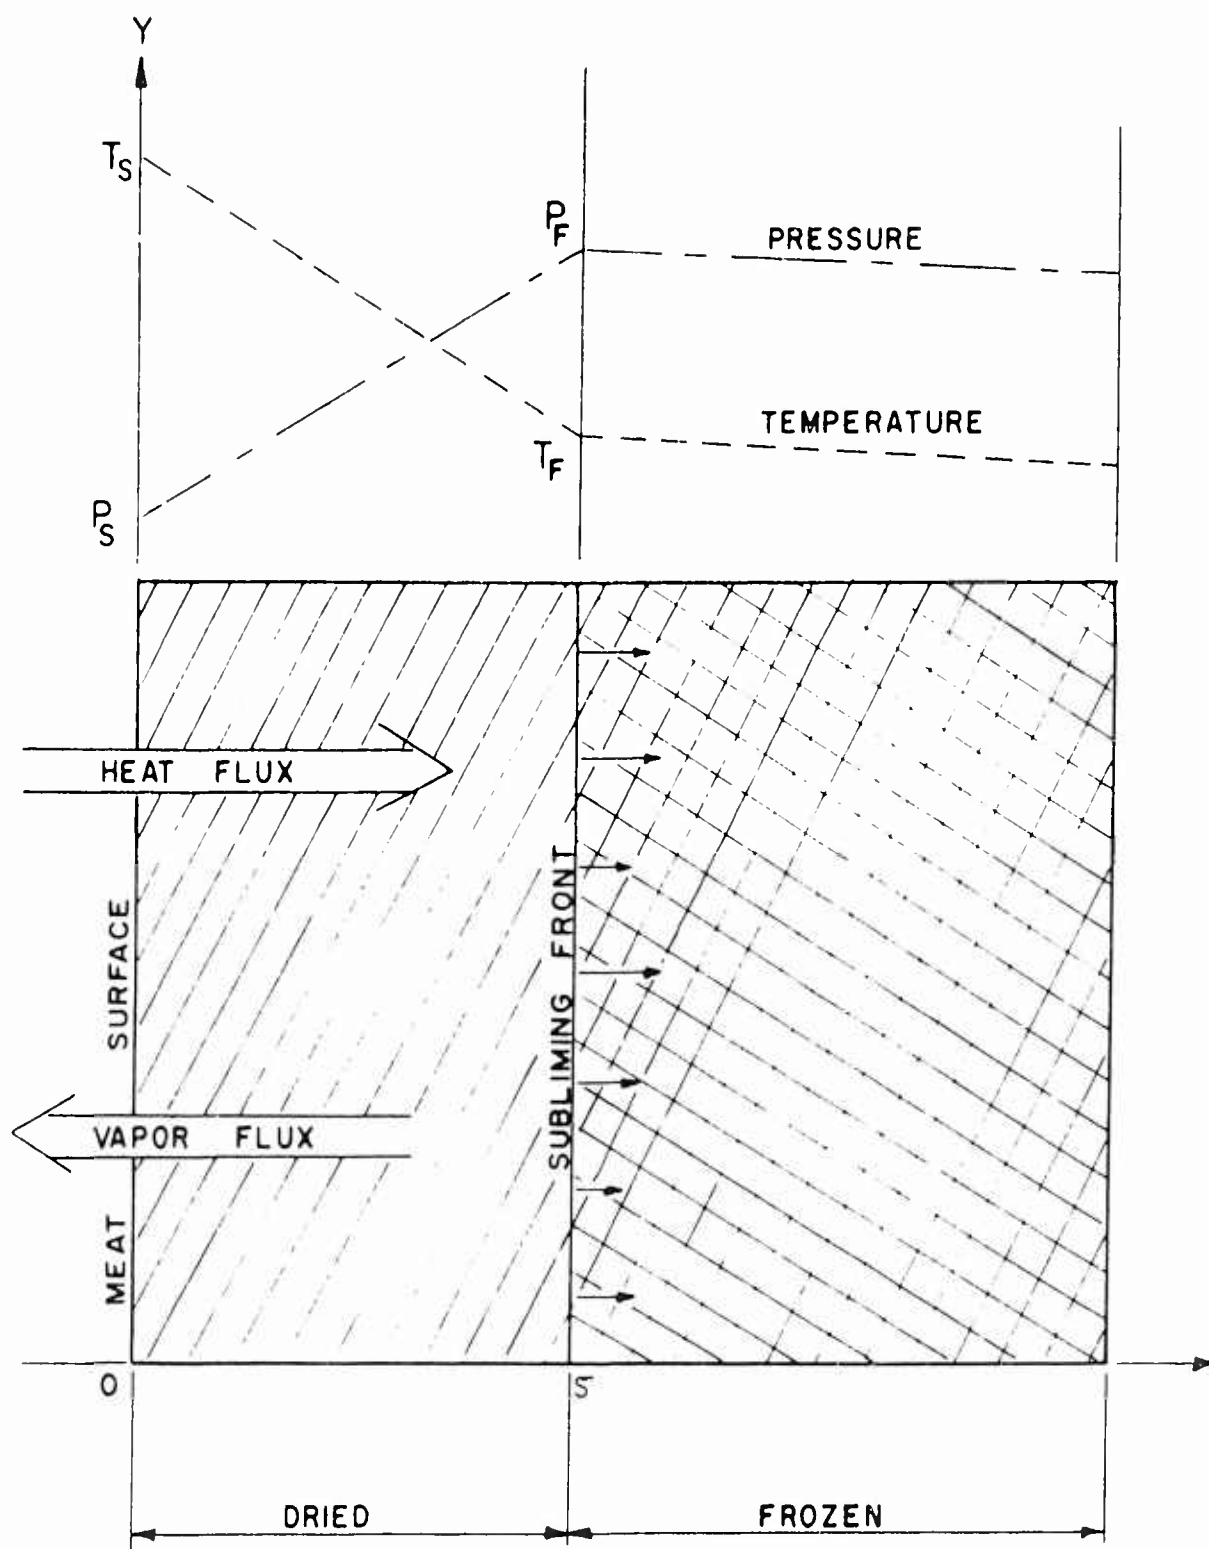 Y
T_S
P_F
PRESSURE
TEMPERATURE
T_F
P_S
HEAT FLUX
MEAT SURFACE
SUBLIMING FRONT
VAPOR FLUX
O
S
DRIED
FROZEN